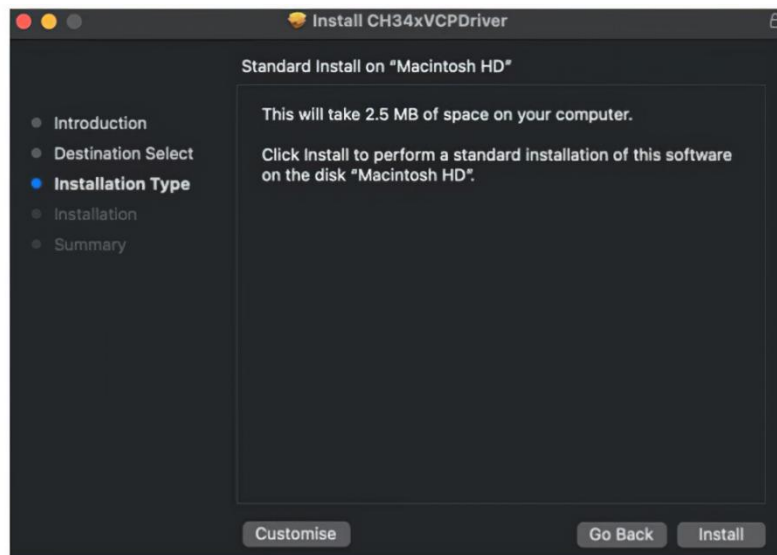 Install CH34xVCPDriver
Standard Install on “Macintosh HD”
Introduction
Destination Select
Installation Type
Installation
Summary
This will take 2.5 MB of space on your computer.
Click Install to perform a standard installation of this software
on the disk “Macintosh HD”.
Customise
Go Back
Install